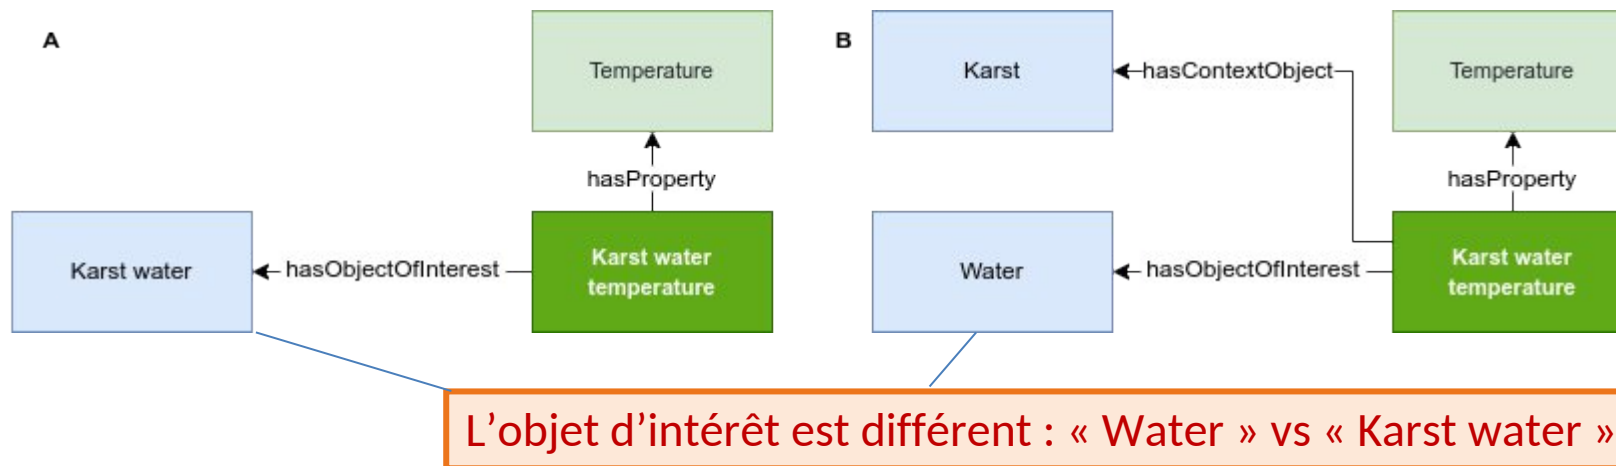 A
Temperature
hasProperty
Karst water
hasObjectOfInterest
Karst water
temperature
B
Karst
hasContextObject
Temperature
hasProperty
Water
hasObjectOfInterest
Karst water
temperature
L’objet d’intérêt est différent : « Water » vs « Karst water »